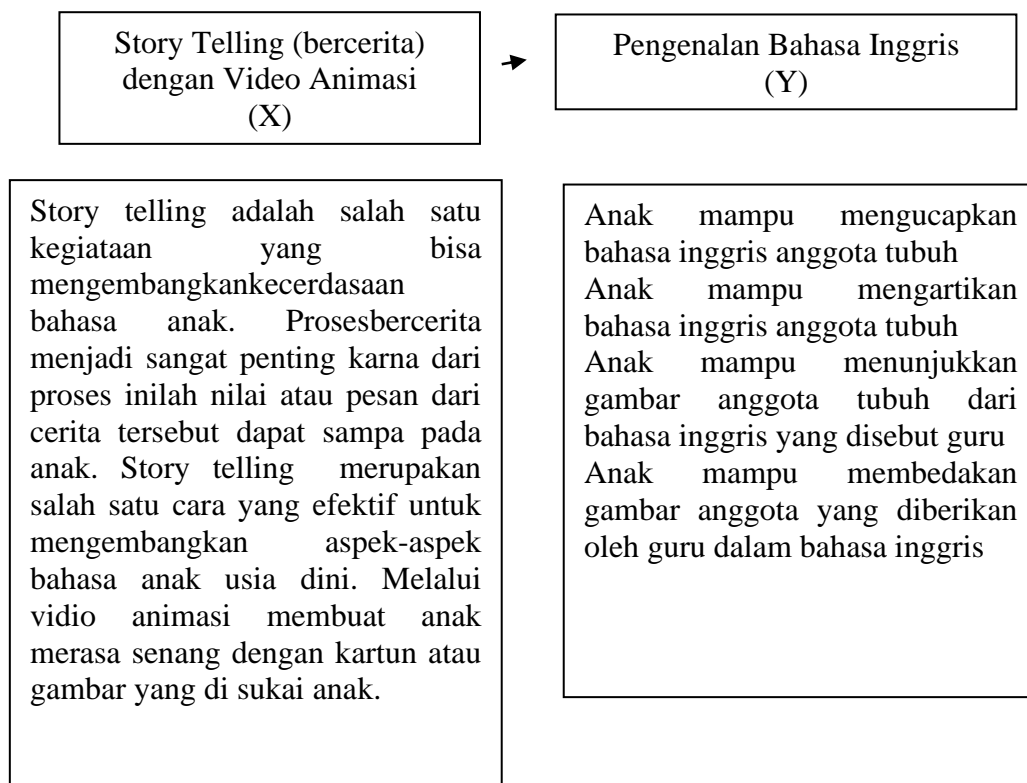 Story Telling (bercerita)
dengan Video Animasi
(X)
Pengenalan Bahasa Inggris
(Y)
Story telling adalah salah satu
kegiataan yang bisa
mengembangkankecerdasaan
bahasa anak. Prosesbercerita
menjadi sangat penting karna dari
proses inilah nilai atau pesan dari
cerita tersebut dapat sampa pada
anak. Story telling merupakan
salah satu cara yang efektif untuk
mengembangkan aspek-aspek
bahasa anak usia dini. Melalui
vidio animasi membuat anak
merasa senang dengan kartun atau
gambar yang di sukai anak.
Anak mampu mengucapkan
bahasa inggris anggota tubuh
Anak mampu mengartikan
bahasa inggris anggota tubuh
Anak mampu menunjukkan
gambar anggota tubuh dari
bahasa inggris yang disebut guru
Anak mampu membedakan
gambar anggota yang diberikan
oleh guru dalam bahasa inggris